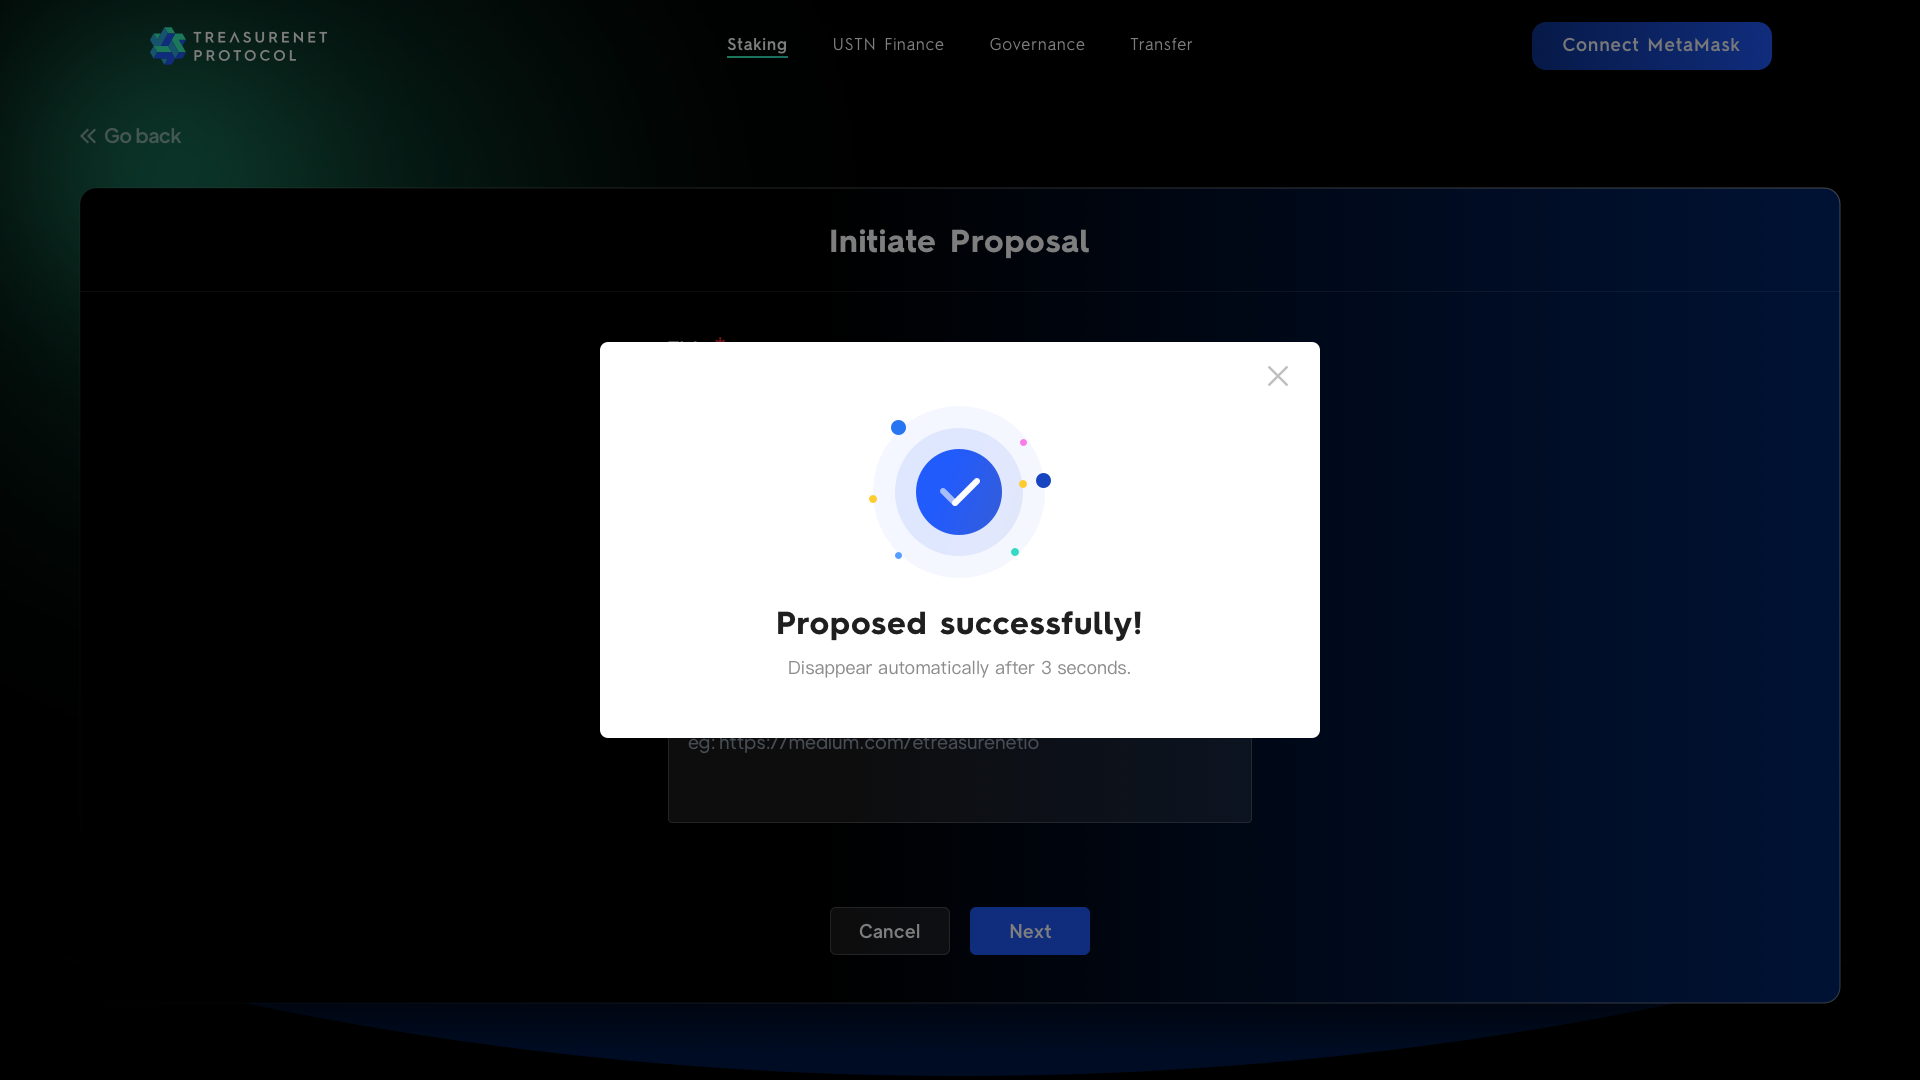 TREASURENET
PROTOCOL
Staking
USTN Finance
Governance
Transfer
Connect MetaMask
Go back
Initiate Proposal
*
Proposed successfully!
Disappear automatically after 3 seconds.
eg: https://medium.com/etreasurenetio
Cancel
Next